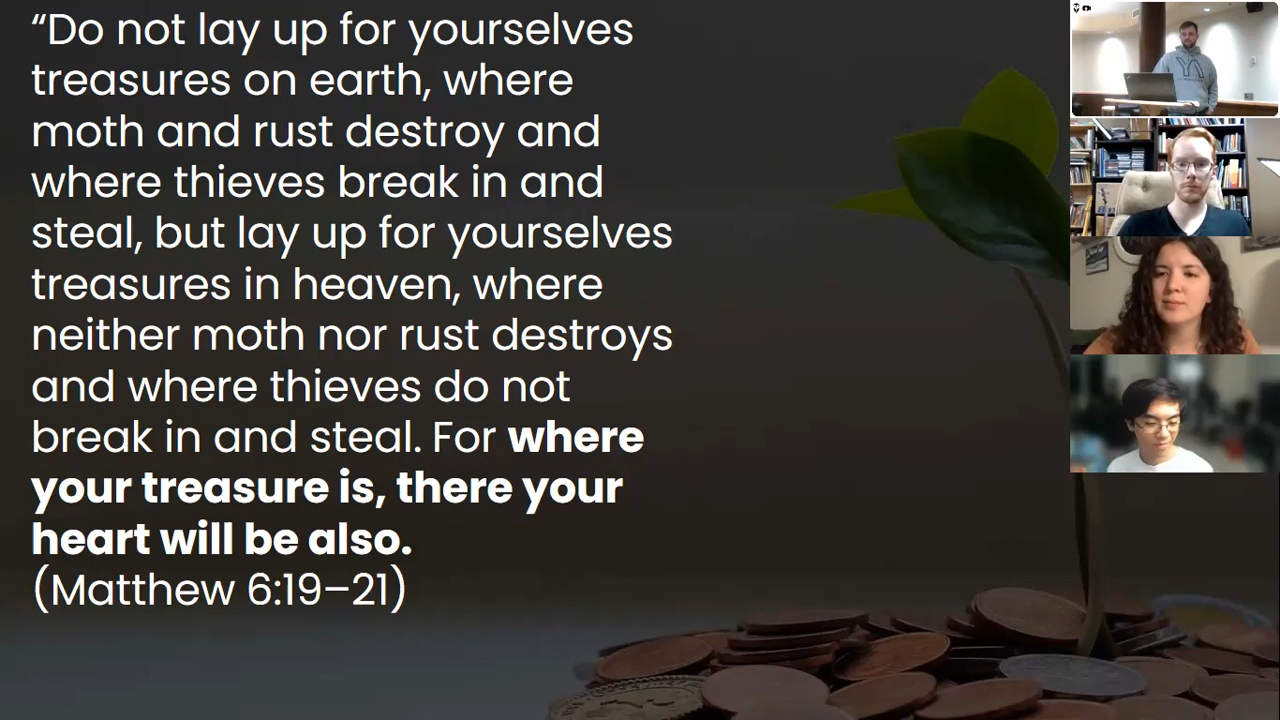 “Do not lay up for yourselves
treasures on earth, where
moth and rust destroy and
where thieves break in and
steal, but lay up for yourselves
treasures in heaven, where
neither moth nor rust destroys
and where thieves do not
break in and steal. For where
your treasure is, there your
heart will be also.
(Matthew 6:19–21)